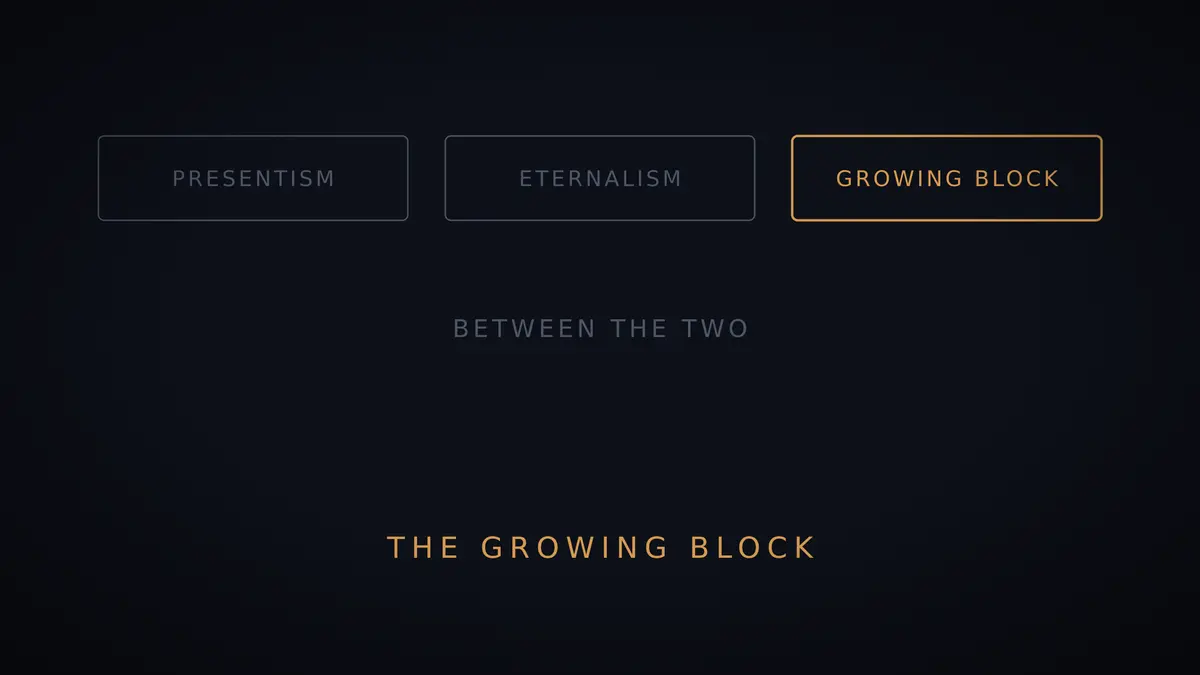 PRESENTISM
ETERNALISM
GROWING BLOCK
BETWEEN THE TWO
THE GROWING BLOCK